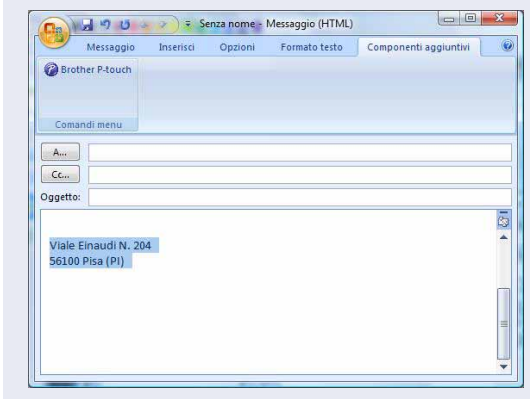 Senza nome - Messaggio (HTML)
Messaggio Inserisci Opzioni Formato testo Componenti aggiuntivi
Brother P-touch
Comandi menu
A...
Cc...
Oggetto:
Viale Einaudi N. 204
56100 Pisa (PI)